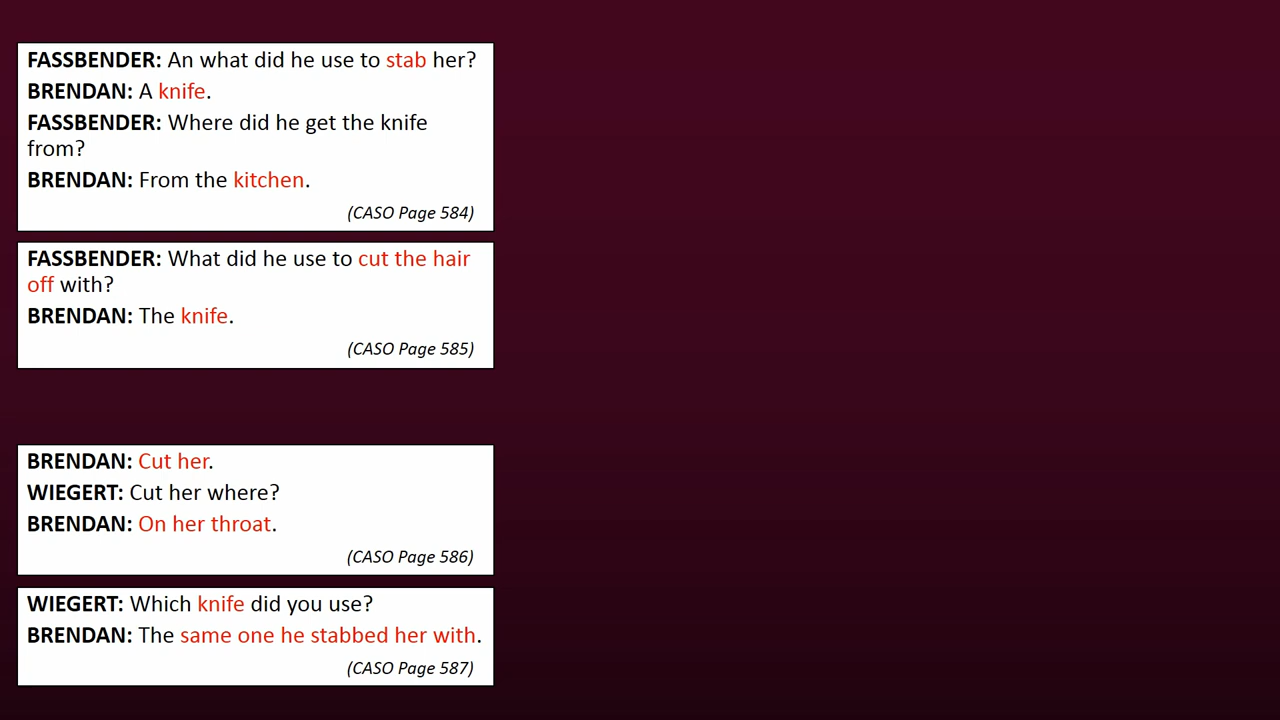 FASSBENDER: An what did he use to stab her?
BRENDAN: A knife.
FASSBENDER: Where did he get the knife
from?
BRENDAN: From the kitchen.
(CASO Page 584)
FASSBENDER: What did he use to cut the hair
off with?
BRENDAN: The knife.
(CASO Page 585)
BRENDAN: Cut her.
WIEGERT: Cut her where?
BRENDAN: On her throat.
(CASO Page 586)
WIEGERT: Which knife did you use?
BRENDAN: The same one he stabbed her with.
(CASO Page 587)